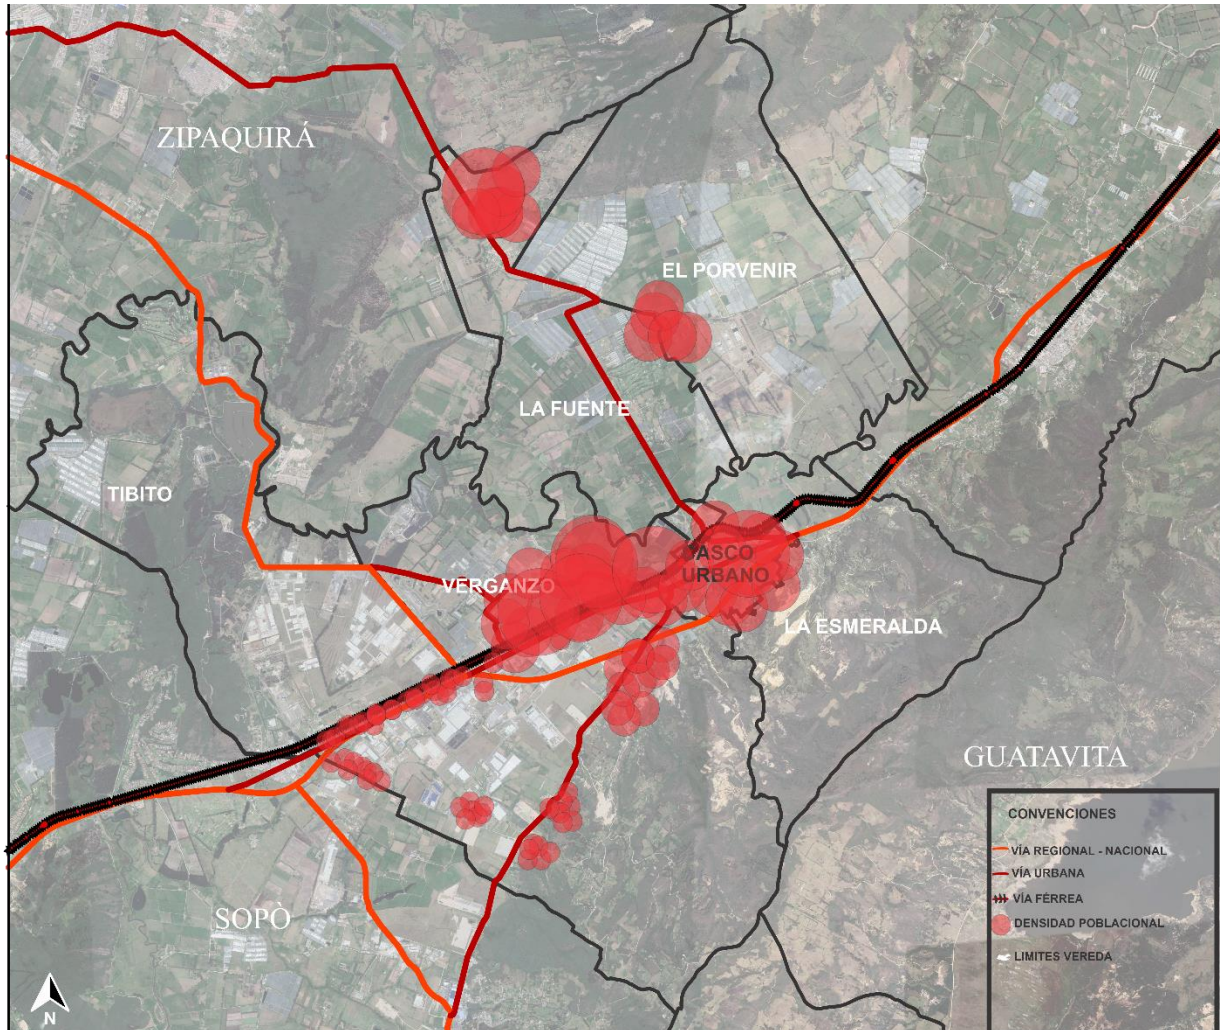 ZIPAQUIRÁ
EL PORVENIR
LA FUENTE
TIBITO
CASCO
URBANO
VERGANZO
LA ESMERALDA
GUATAVITA
SOPÒ
CONVENCIONES
VÍA REGIONAL - NACIONAL
VÍA URBANA
VÍA FÉRREA
DENSIDAD POBLACIONAL
LIMITES VEREDA
N